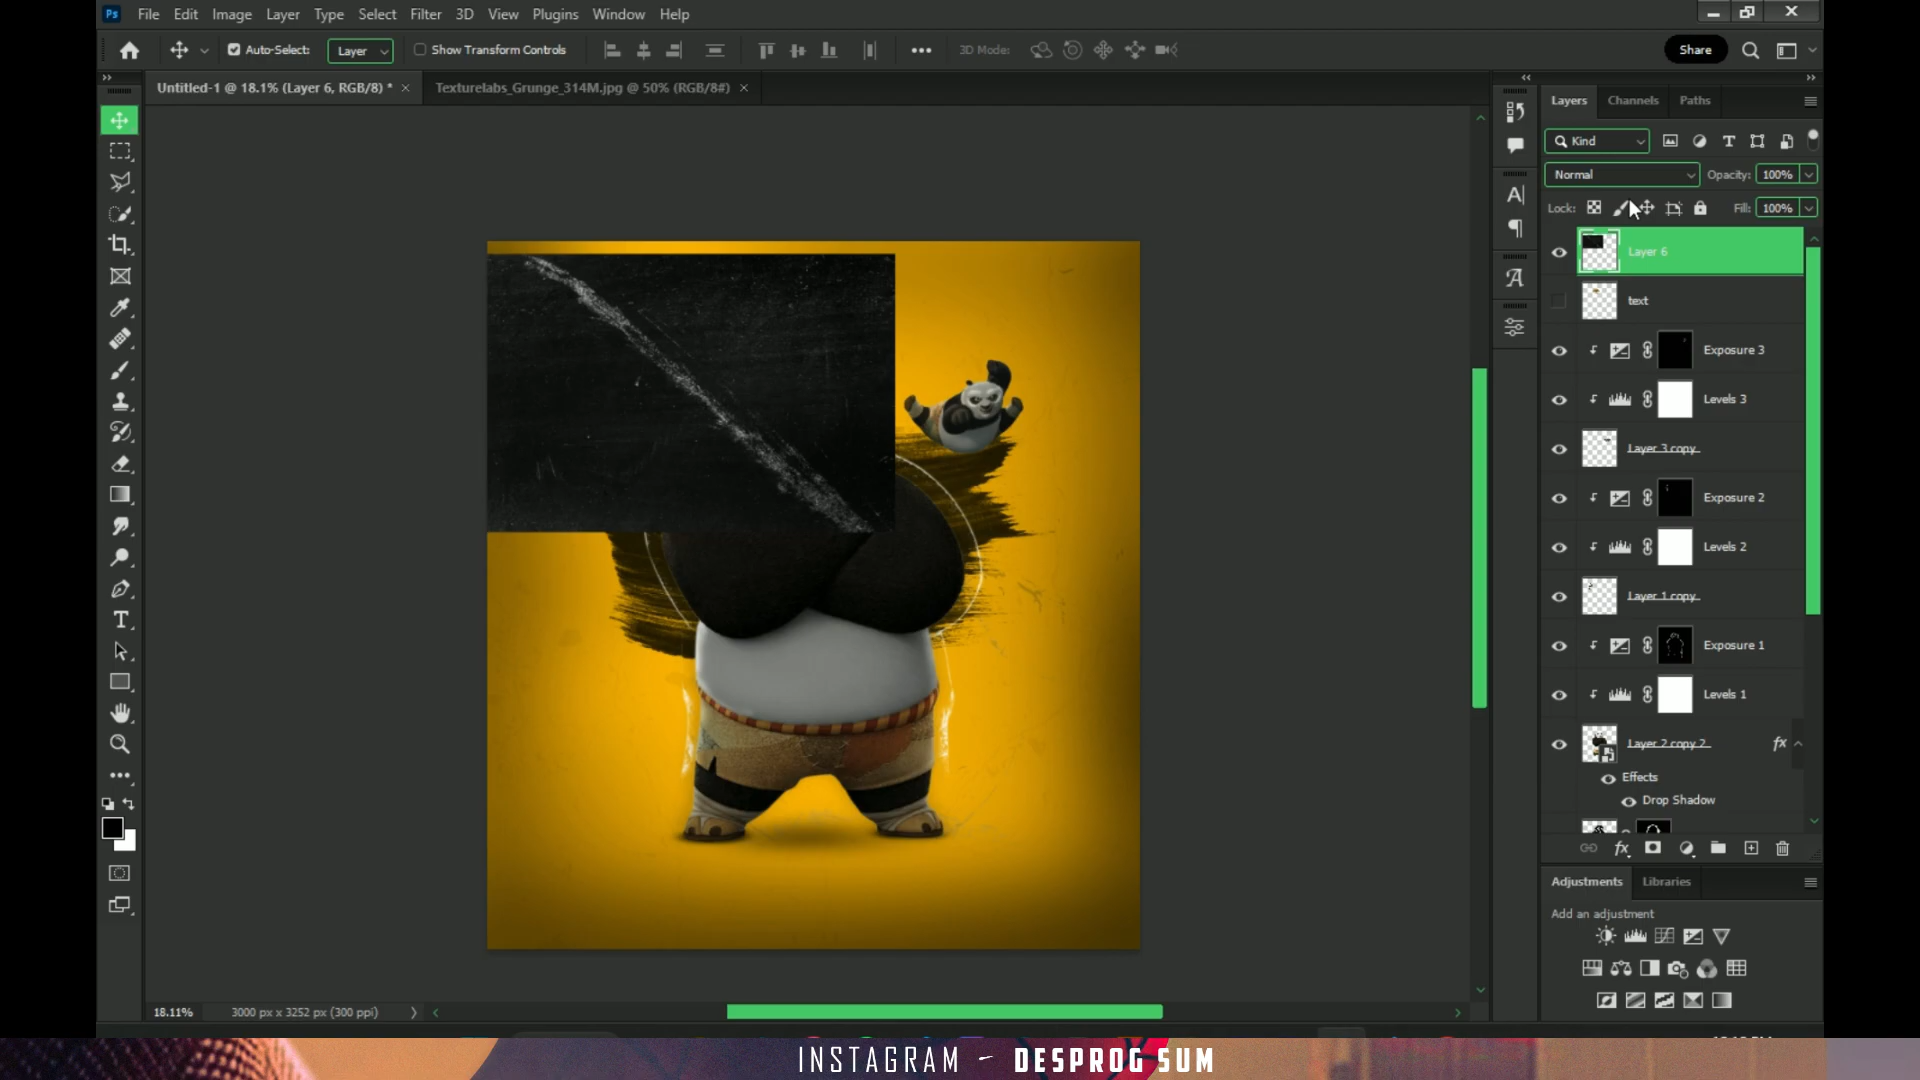 Ps File Edit Image Layer Type Select Filter 3D View Plugins Window Help
Auto-Select: Layer Show Transform Controls 3D Mode: Share
Untitled-1 @ 18.1% (Layer 6, RGB/8) * × Texturelabs_Grunge_314M.jpg @ 50% (RGB/8#) ×
Layers Channels Paths
Kind
Normal Opacity: 100%
Lock: Fill: 100%
Layer 6
text
Exposure 3
Levels 3
Layer 3 copy
Exposure 2
Levels 2
Layer 1 copy
Exposure 1
Levels 1
Layer 2 copy 2 fx
Effects
Drop Shadow
fx
Adjustments Libraries
Add an adjustment
18.11% 3000 px x 3252 px (300 ppi)
INSTAGRAM - DESPROG SUM